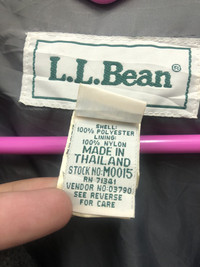 L.L.Bean®
SHELL:
100% POLYESTER
LINING:
100% NYLON
MADE IN
THAILAND
STOCK NO: M0015
RN 71341
VENDOR NO: 03790
SEE REVERSE
FOR CARE